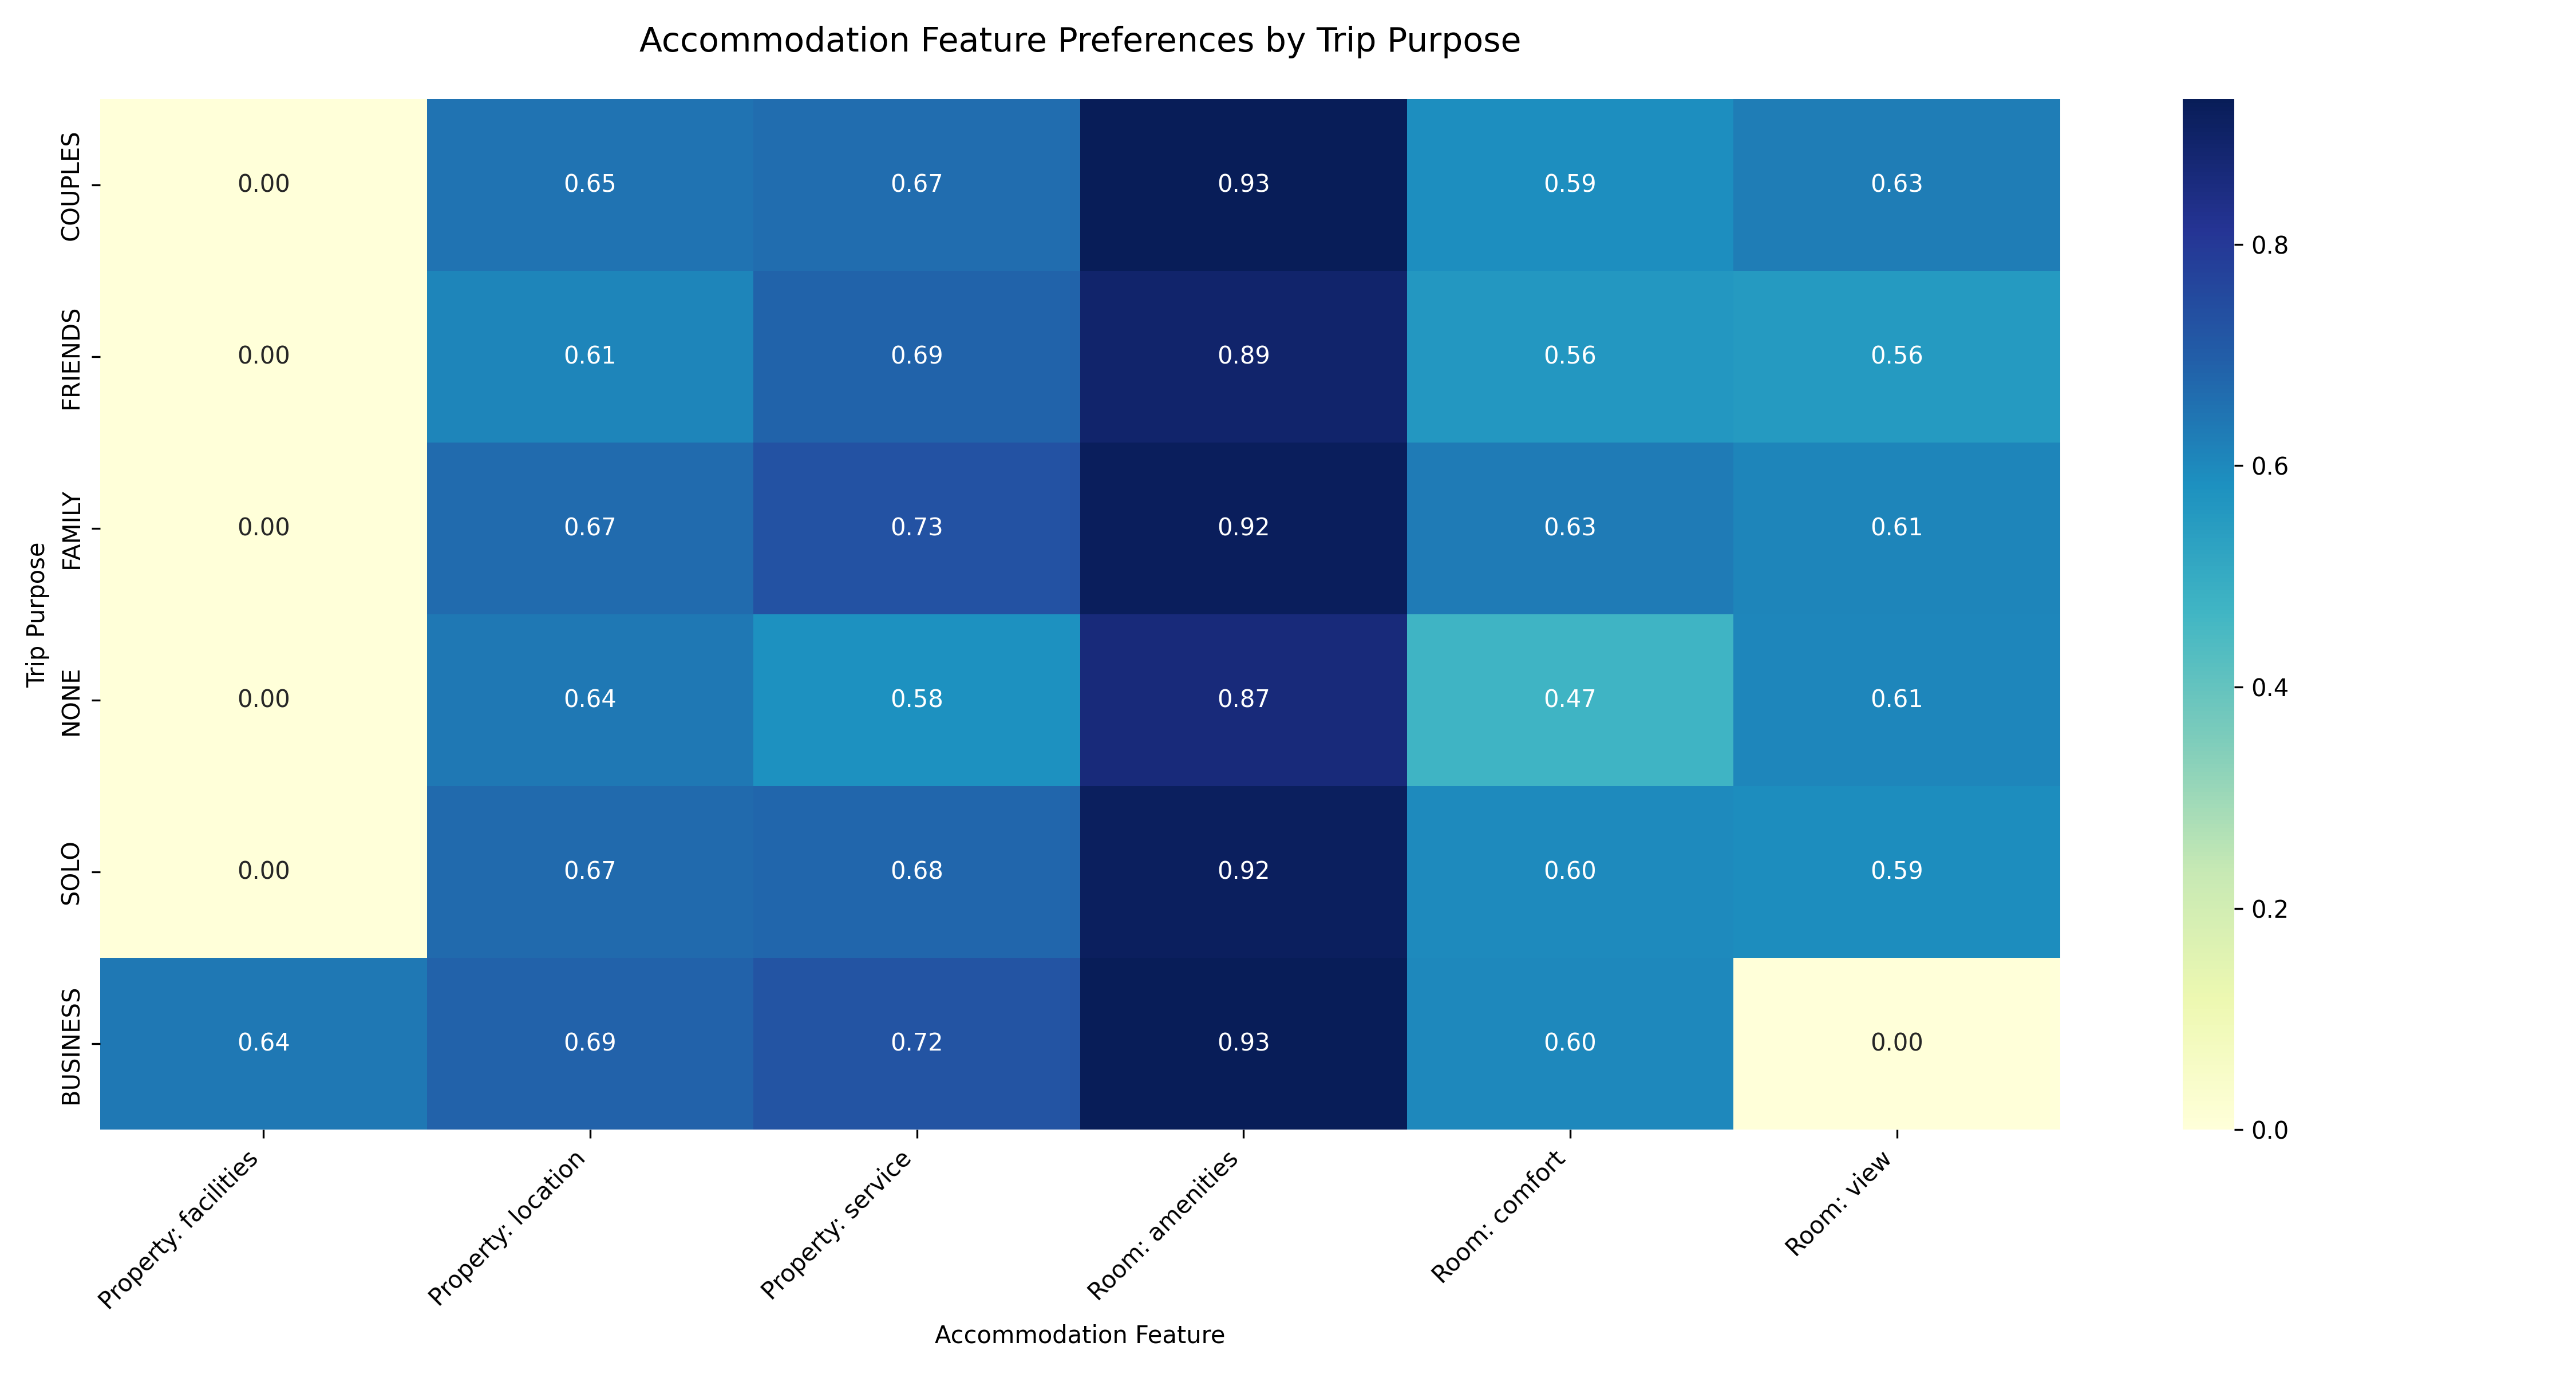 Accommodation Feature Preferences by Trip Purpose
Trip Purpose
COUPLES 0.00 0.65 0.67 0.93 0.59 0.63
FRIENDS 0.00 0.61 0.69 0.89 0.56 0.56
FAMILY 0.00 0.67 0.73 0.92 0.63 0.61
NONE 0.00 0.64 0.58 0.87 0.47 0.61
SOLO 0.00 0.67 0.68 0.92 0.60 0.59
BUSINESS 0.64 0.69 0.72 0.93 0.60 0.00
Property: facilities
Property: location
Property: service
Room: amenities
Room: comfort
Room: view
Accommodation Feature
0.8
0.6
0.4
0.2
0.0